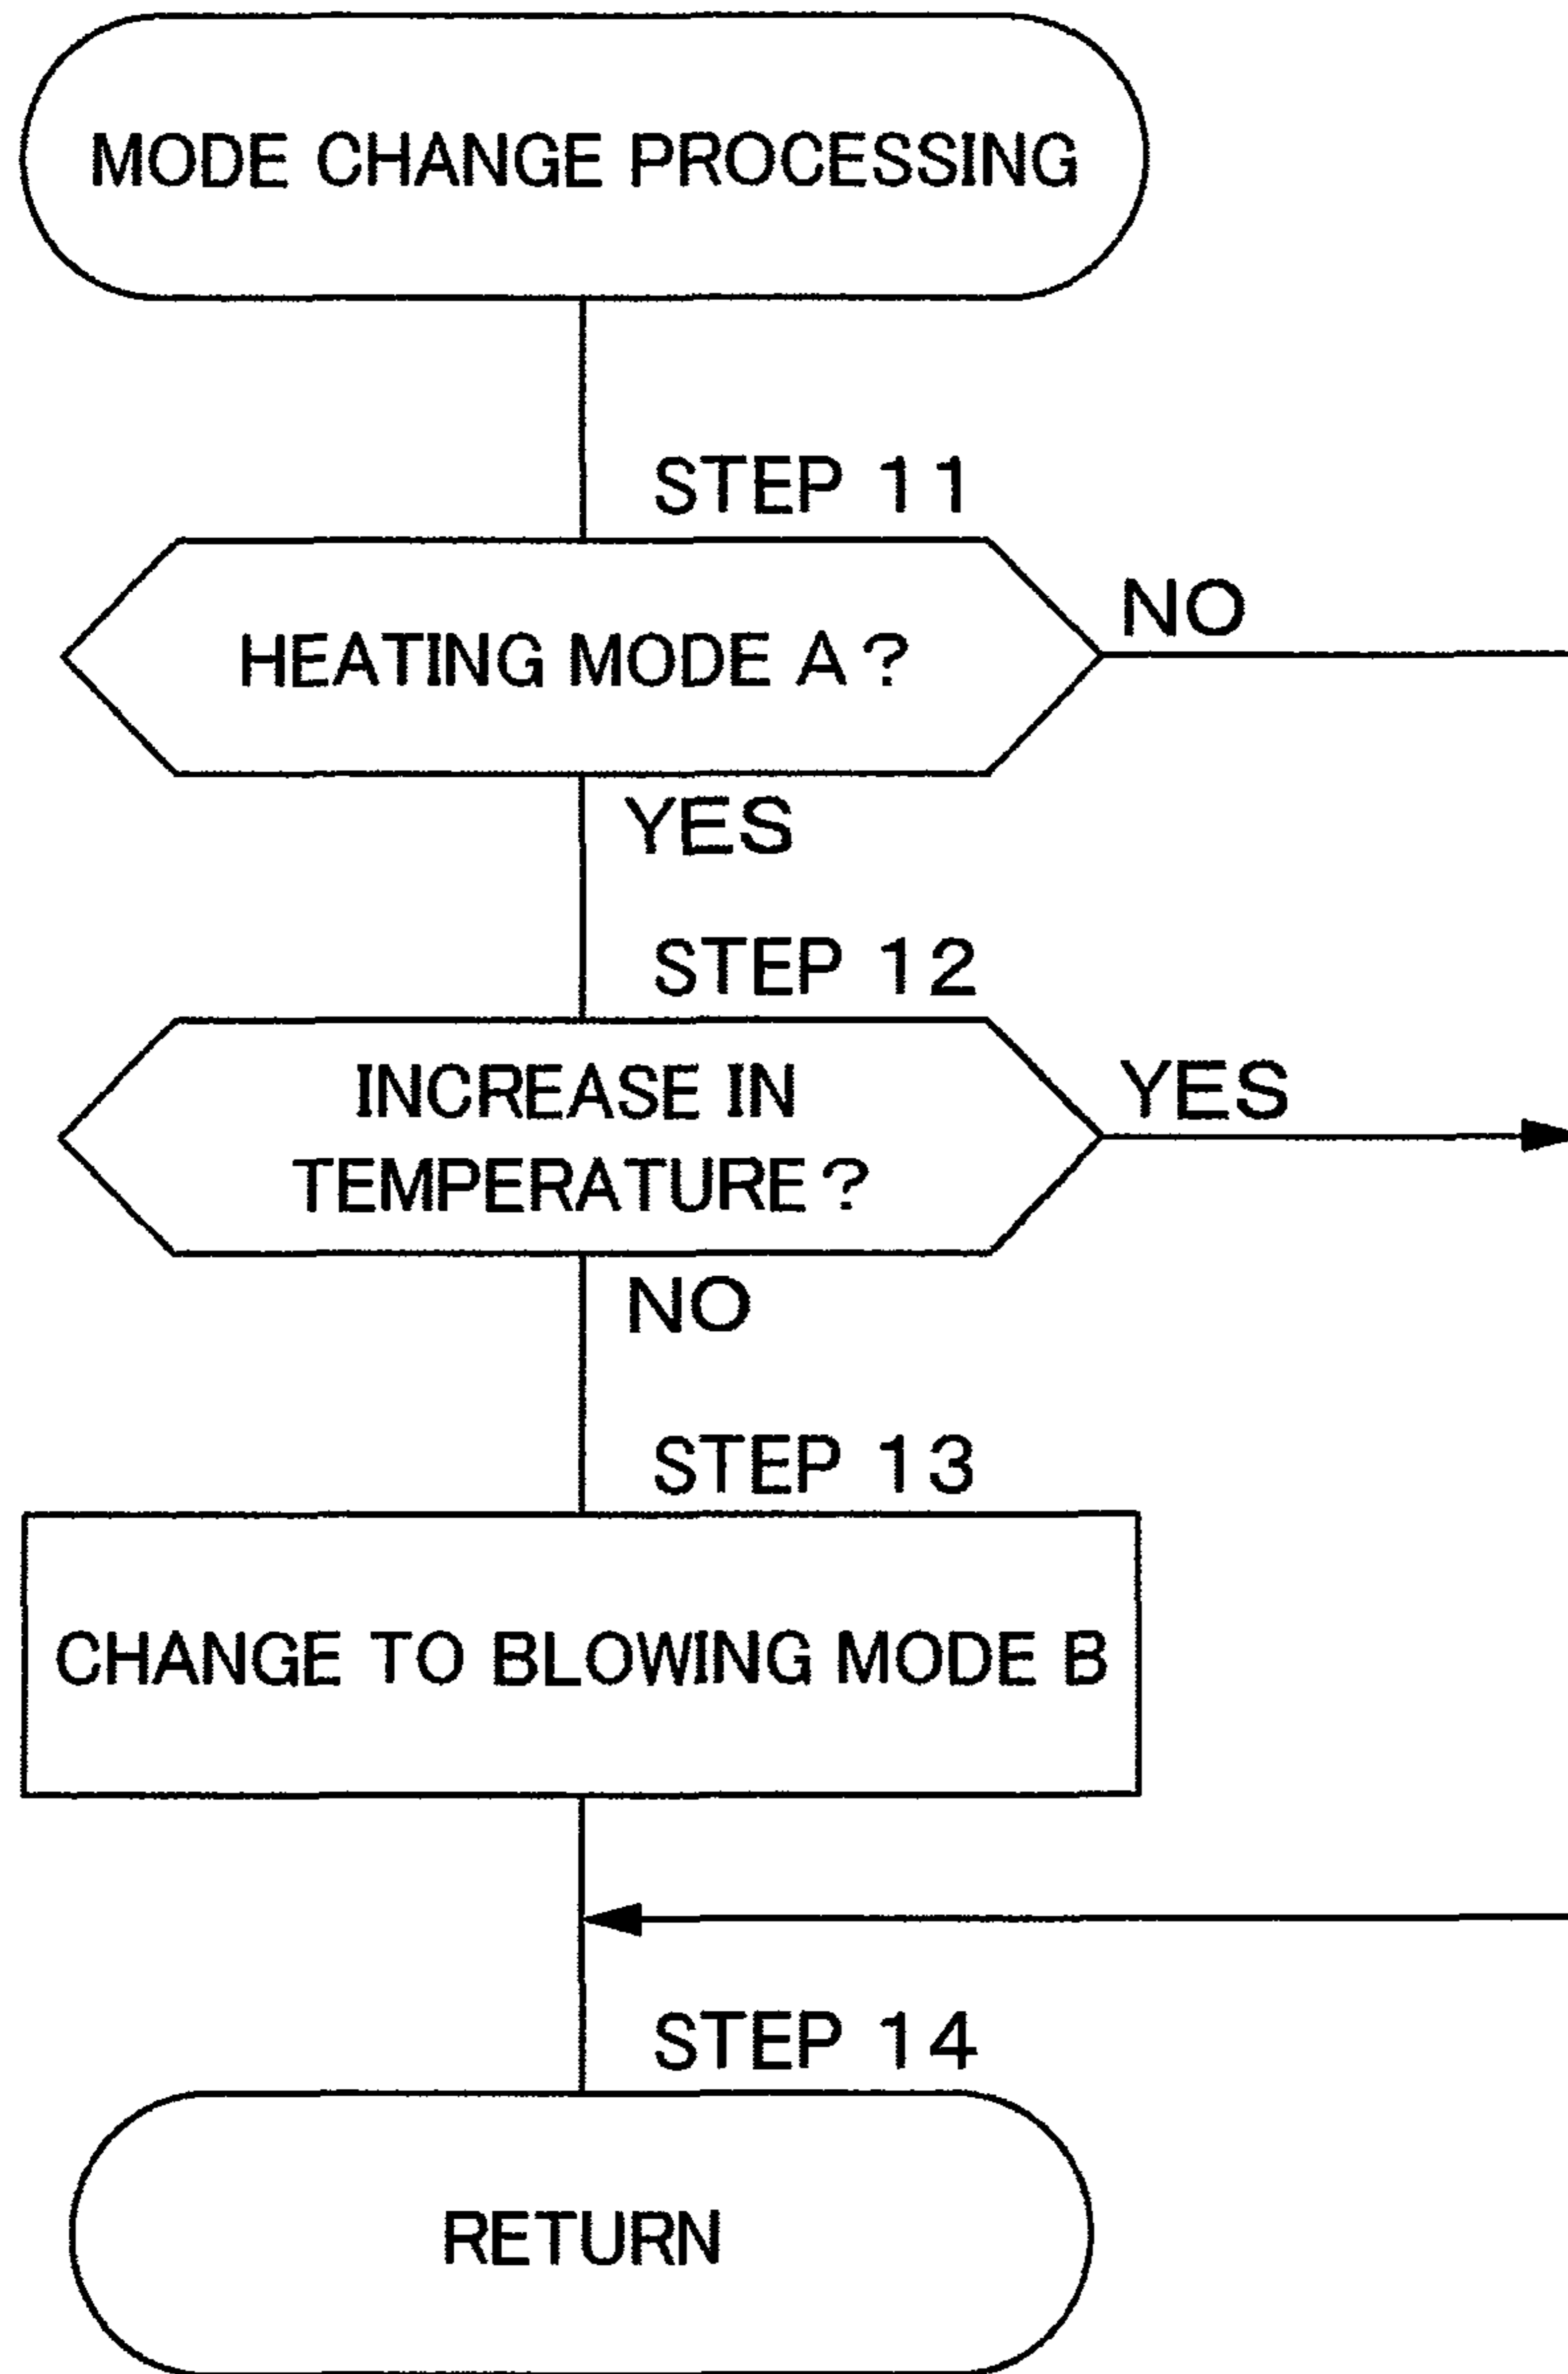 MODE CHANGE PROCESSING
STEP 11
HEATING MODE A?
NO
YES
STEP 12
INCREASE IN
TEMPERATURE?
YES
NO
STEP 13
CHANGE TO BLOWING MODE B
STEP 14
RETURN